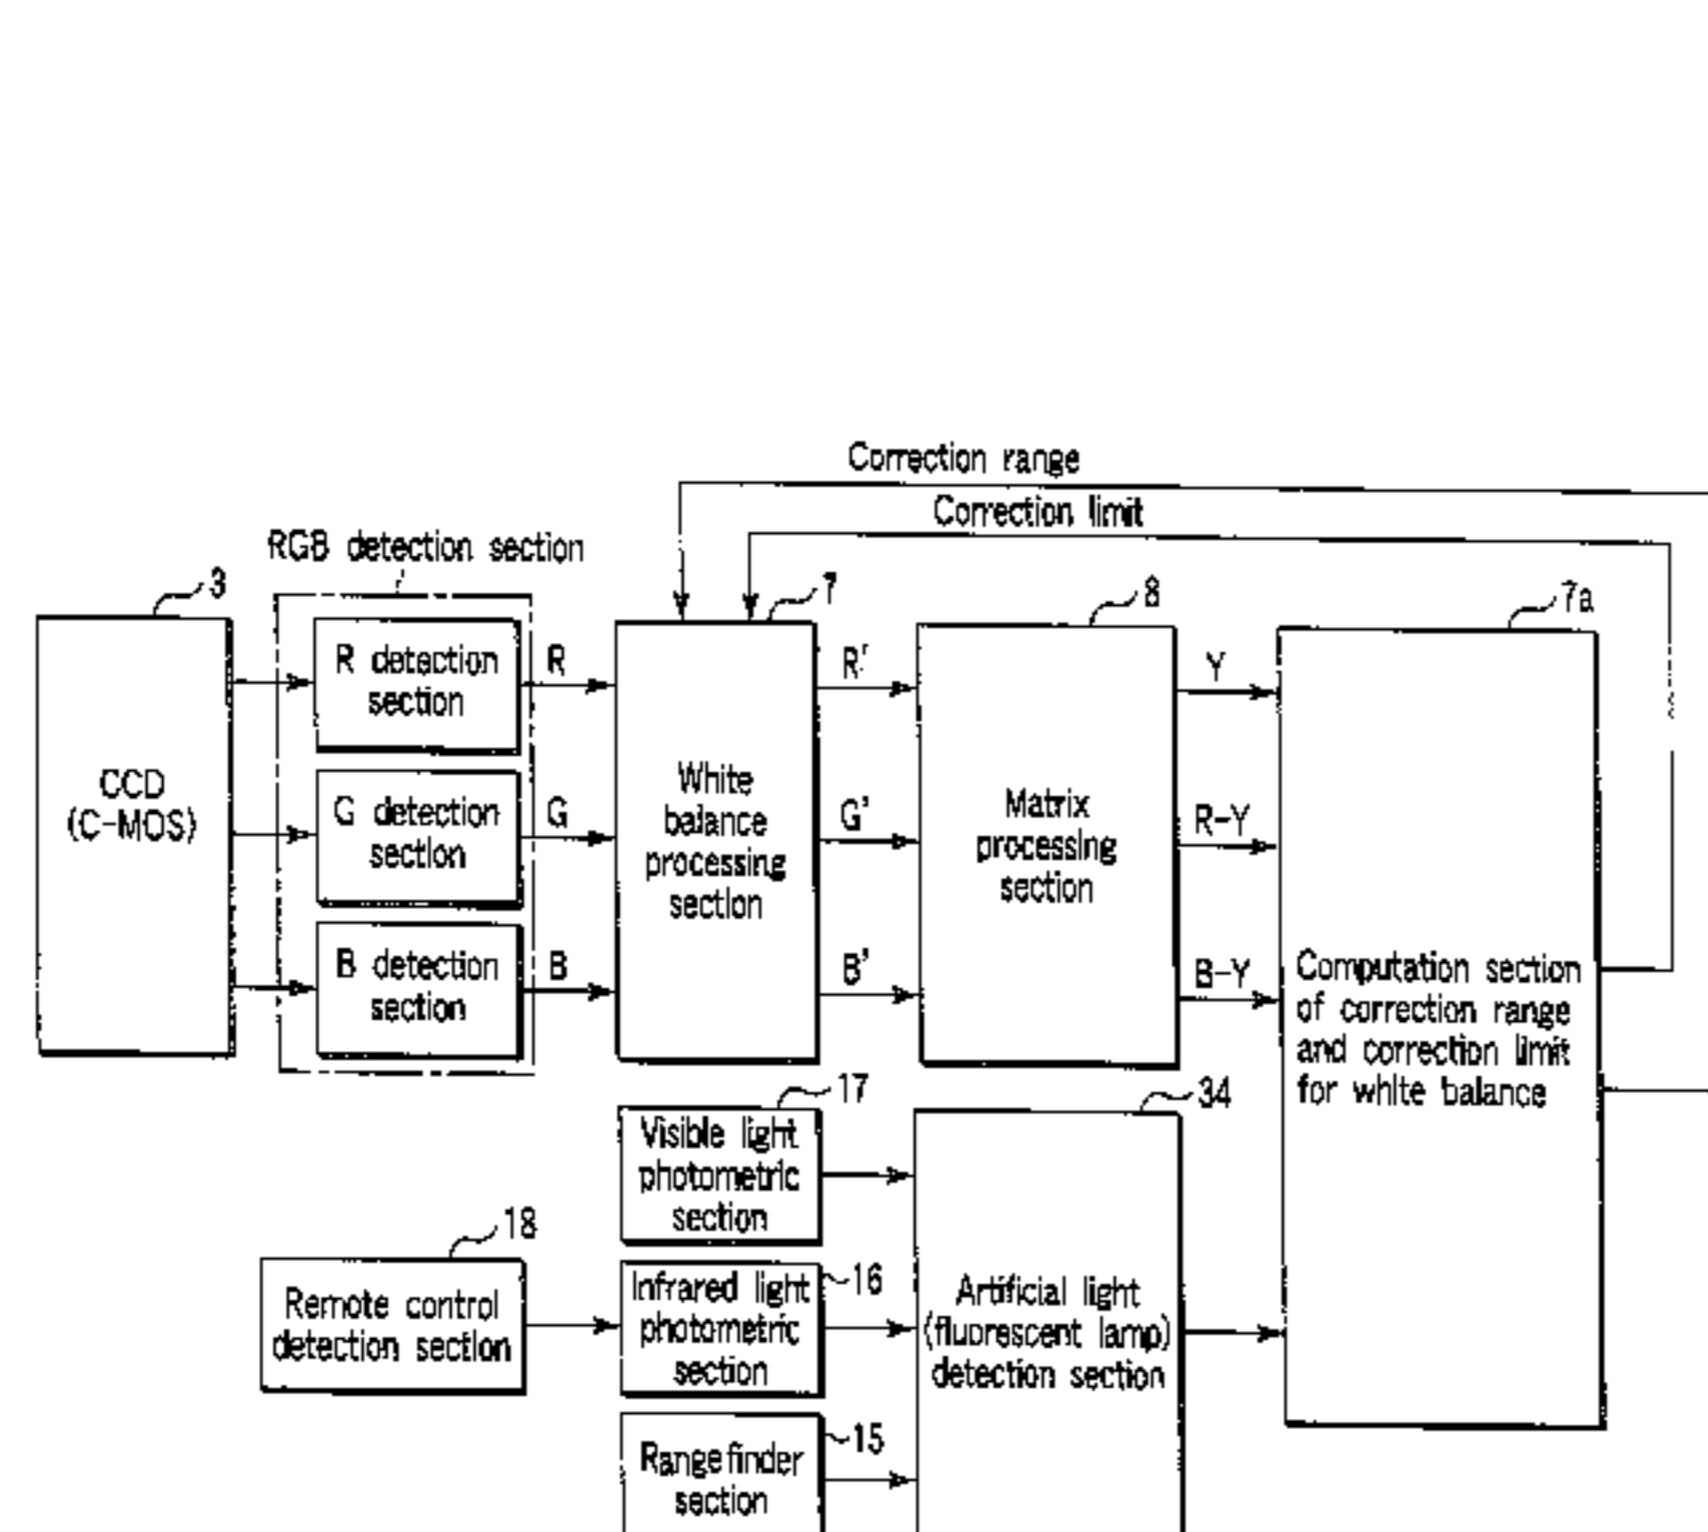 Correction range
Correction limit
RGB detection section
3
7
8
7a
CCD
(C-MOS)
R detection
section
G detection
section
B detection
section
R
G
B
White
balance
processing
section
R'
G'
B'
Matrix
processing
section
Y
R-Y
B-Y
Computation section
of correction range
and correction limit
for white balance
17
Visible light
photometric
section
34
18
Remote control
detection section
16
Infrared light
photometric
section
Artificial light
(fluorescent lamp)
detection section
15
Rangefinder
section